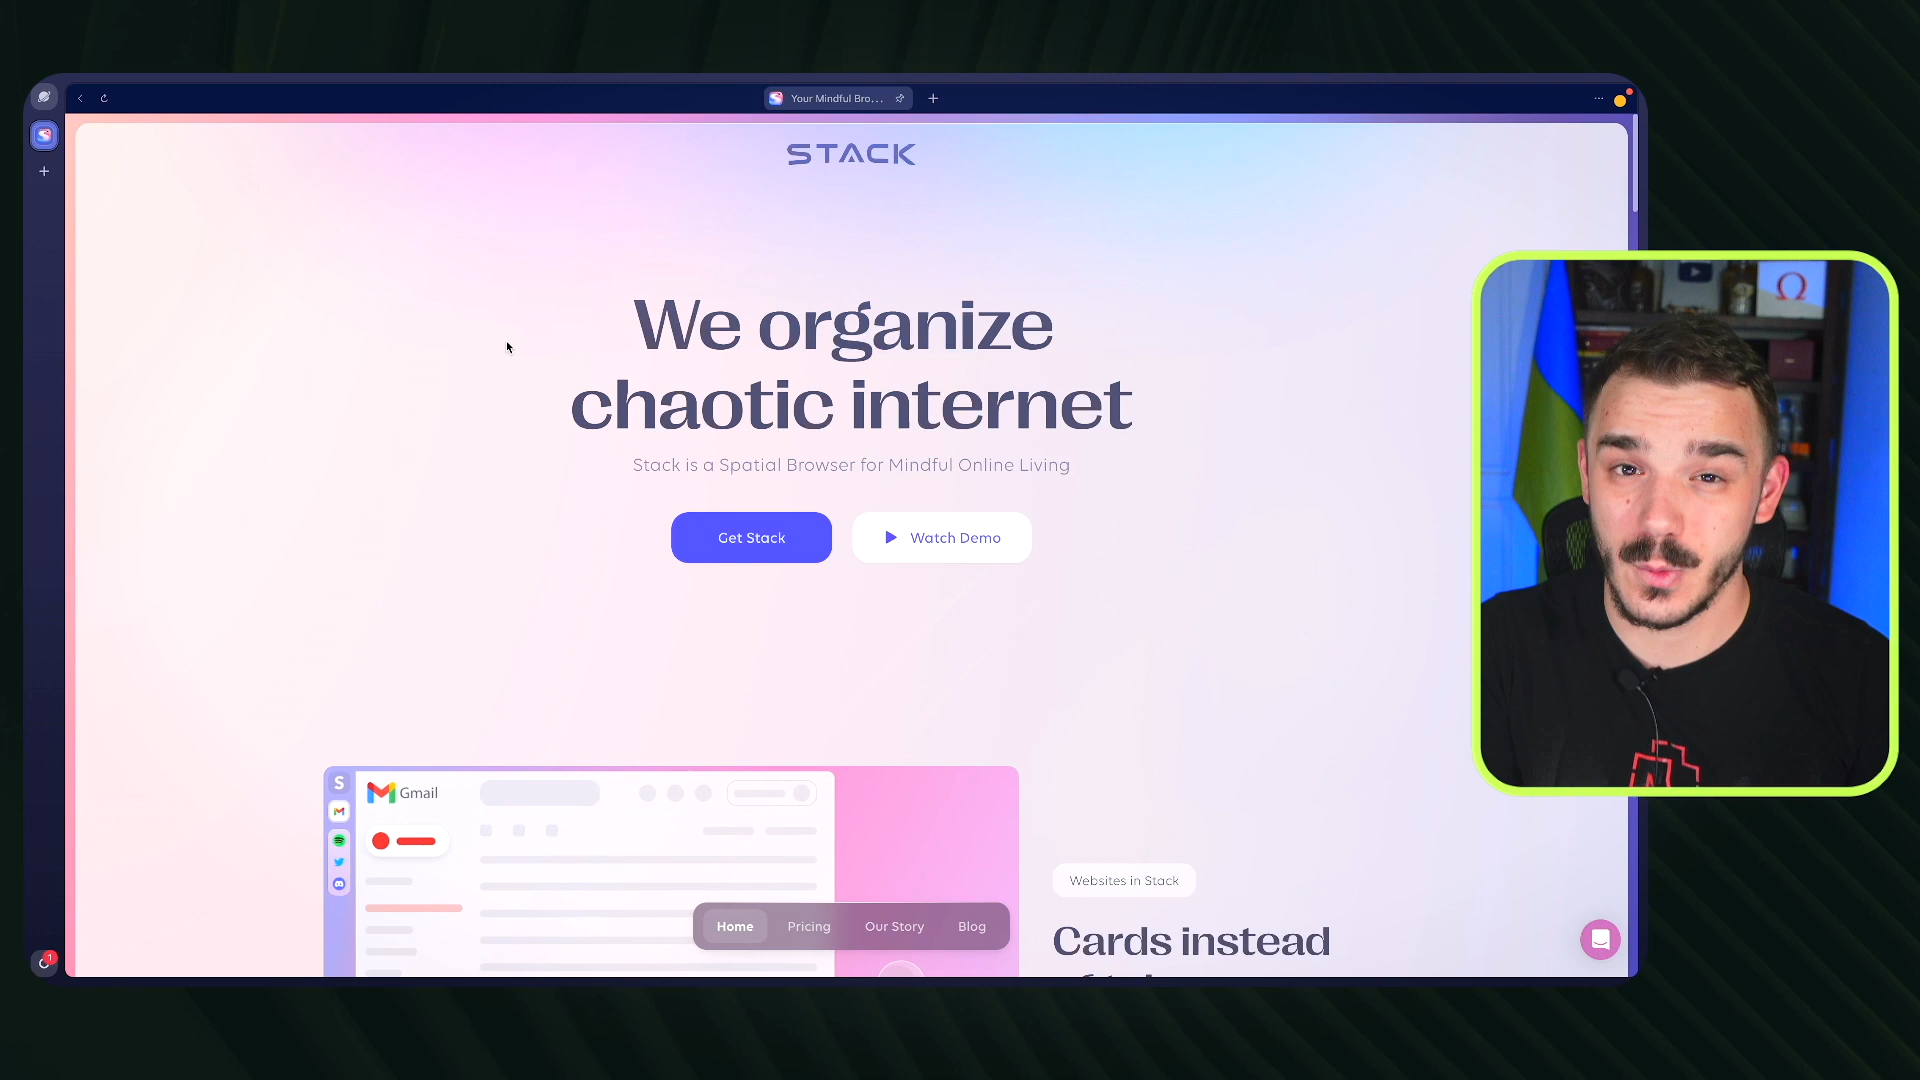 Your Mindful Bro...
STACK
We organize
chaotic internet
Stack is a Spatial Browser for Mindful Online Living
Get Stack
Watch Demo
S
Gmail
Websites in Stack
Cards instead
Home
Pricing
Our Story
Blog
1
Ω